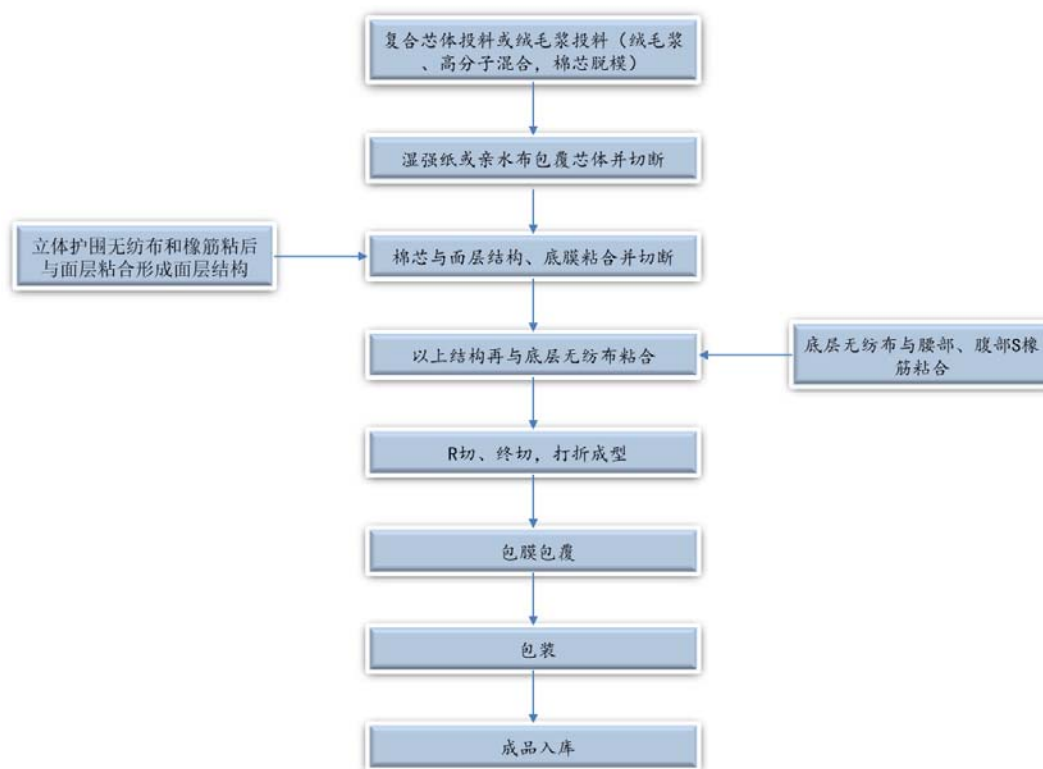 复合芯体投料或绒毛浆投料（绒毛浆
、高分子混合，棉芯脱模）
湿强纸或亲水布包覆芯体并切断
立体护围无纺布和橡筋粘后
与面层粘合形成面层结构
棉芯与面层结构、底膜粘合并切断
以上结构再与底层无纺布粘合
底层无纺布与腰部、腹部S橡
筋粘合
R切、终切，打折成型
包膜包覆
包装
成品入库